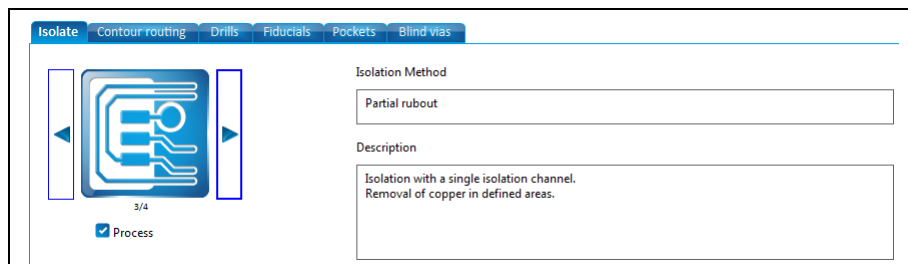 Isolate Contour routing Drills Fiducials Pockets Blind vias
Isolation Method
Partial rubout
Description
Isolation with a single isolation channel.
Removal of copper in defined areas.
3/4
Process